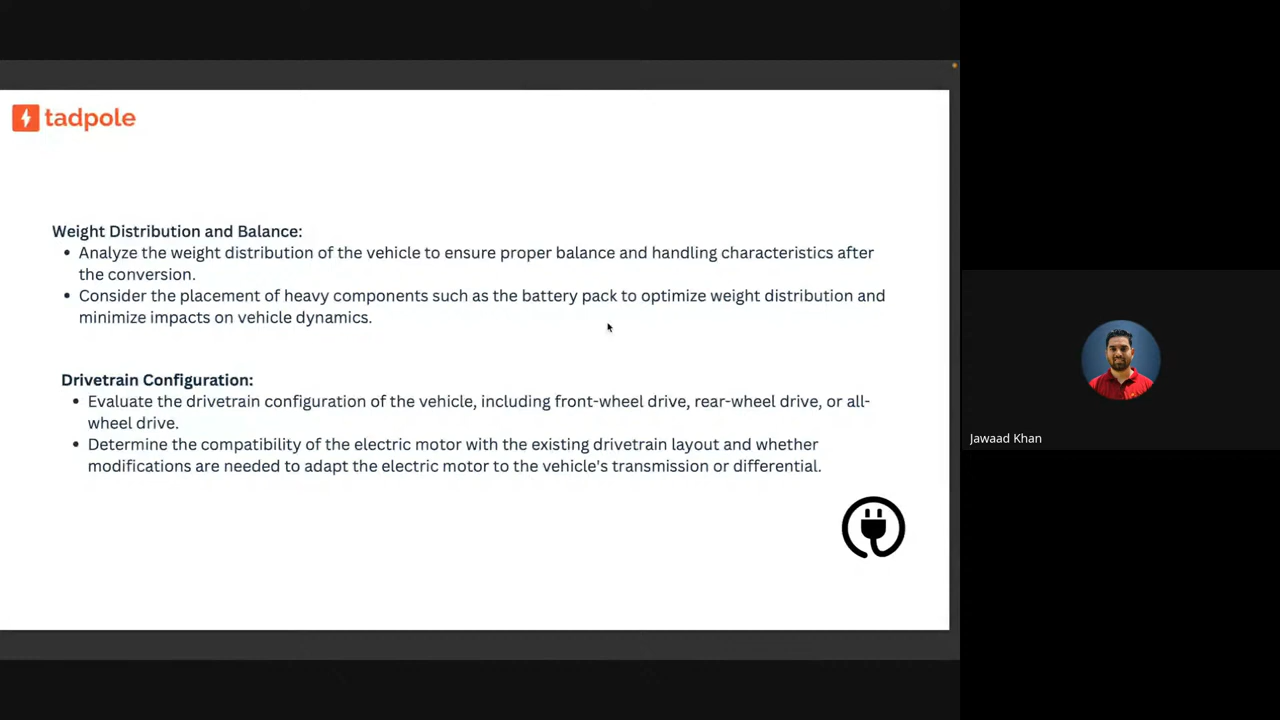 tadpole
Weight Distribution and Balance:
• Analyze the weight distribution of the vehicle to ensure proper balance and handling characteristics after
the conversion.
• Consider the placement of heavy components such as the battery pack to optimize weight distribution and
minimize impacts on vehicle dynamics.
Drivetrain Configuration:
• Evaluate the drivetrain configuration of the vehicle, including front-wheel drive, rear-wheel drive, or all-
wheel drive.
• Determine the compatibility of the electric motor with the existing drivetrain layout and whether
modifications are needed to adapt the electric motor to the vehicle's transmission or differential.
Jawaad Khan